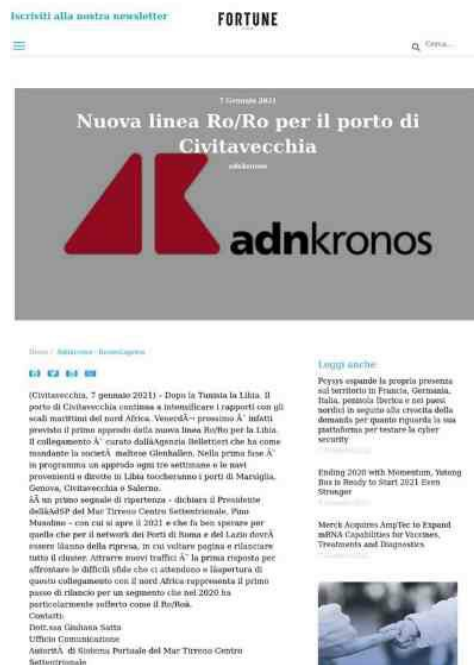 Iscriviti alla nostra newsletter
FORTUNE
Cerca...
7 Gennaio 2021
Nuova linea Ro/Ro per il porto di
Civitavecchia
adnkronos
adnkronos
Home / Adnkronos - ImmeAgenda
Leggi anche
(Civitavecchia, 7 gennaio 2021) – Dopo la Tunisia la Libia. Il
porto di Civitavecchia continua a intensificare i rapporti con gli
scali marittimi del nord Africa. VenerdÃ¬ prossimo Ã¨ infatti
previsto il primo approdo della nuova linea Ro/Ro per la Libia.
Il collegamento Ã¨ curato dallâAgenzia Bellettieri che ha come
mandante la societÃ maltese Glenhallen. Nella prima fase Ã¨
in programma un approdo ogni tre settimane e le navi
provenienti e dirette in Libia toccheranno i porti di Marsiglia,
Genova, Civitavecchia e Salerno.
âÃ un primo segnale di ripartenza – dichiara il Presidente
dellâAdSP del Mar Tirreno Centro Settentrionale, Pino
Musolino – con cui si apre il 2021 e che fa ben sperare per
quello che per il network dei Porti di Roma e del Lazio dovrÃ
essere lâanno della ripresa, in cui voltare pagina e rilanciare
tutto il cluster. Attrarre nuovi traffici Ã¨ la prima risposta per
affrontare le difficili sfide che ci attendono e lâapertura di
questo collegamento con il nord Africa rappresenta il primo
passo di rilancio per un segmento che nel 2020 ha
particolarmente sofferto come il Ro/Roâ.
Contatti:
Dott.ssa Giuliana Satta
Ufficio Comunicazione
AutoritÃ di Sistema Portuale del Mar Tirreno Centro
Settentrionale
Psysys espande la propria presenza
sul territorio in Francia, Germania,
Italia, penisola Iberica e nei paesi
nordici in seguito alla crescita della
domanda per quanto riguarda la sua
piattaforma per testare la cyber
security
Ending 2020 with Momentum, Yutong
Bus is Ready to Start 2021 Even
Stronger
Merck Acquires AmpTec to Expand
mRNA Capabilities for Vaccines,
Treatments and Diagnostics